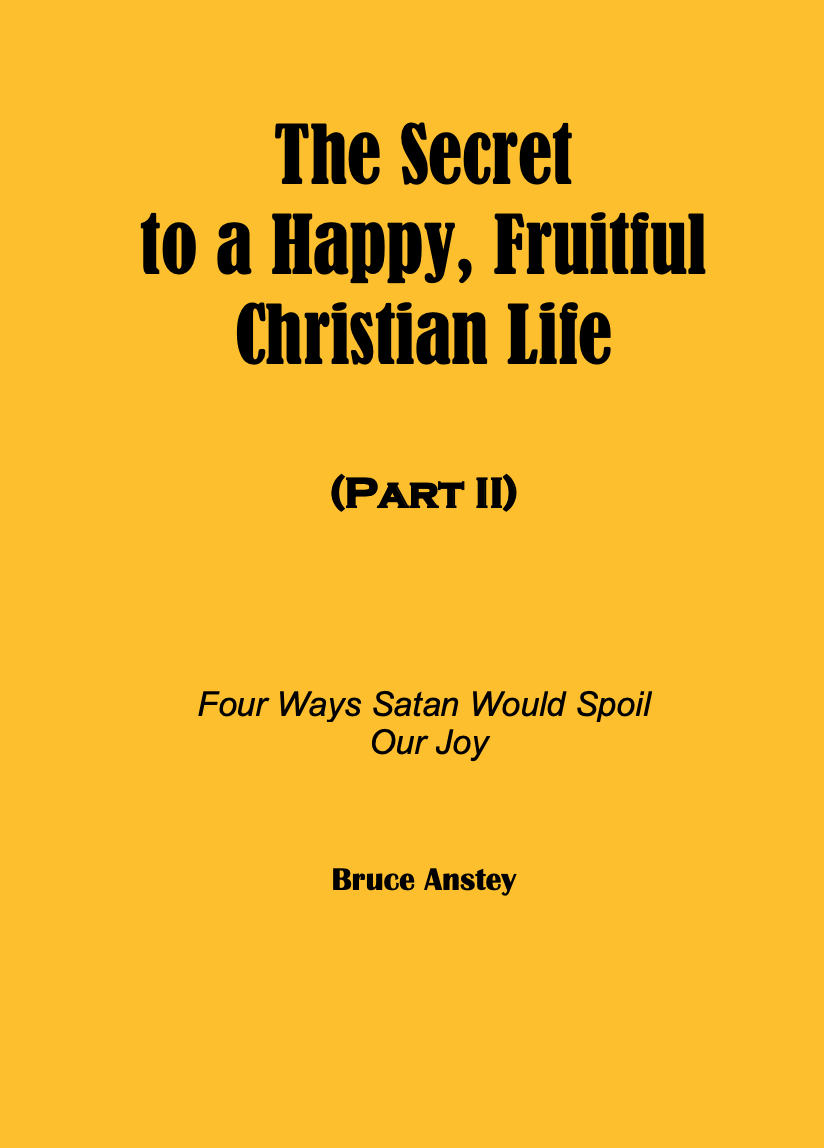 The Secret
to a Happy, Fruitful
Christian Life
(PART II)
Four Ways Satan Would Spoil
Our Joy
Bruce Anstey